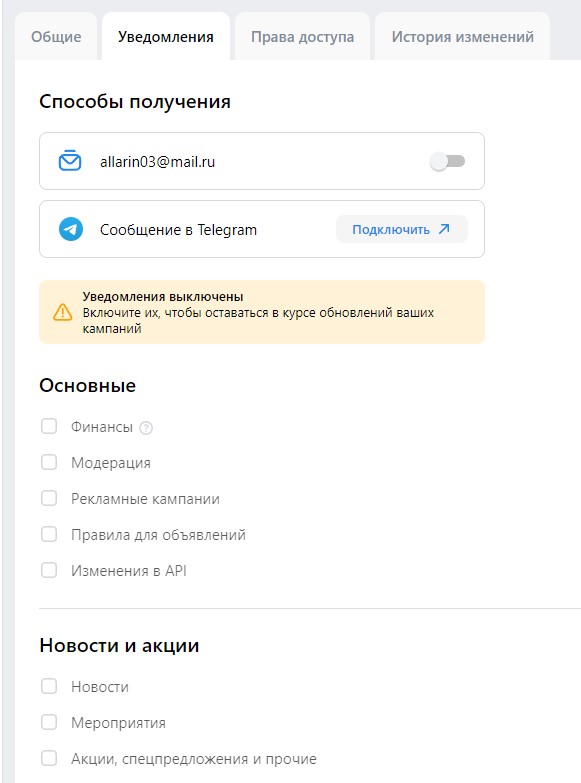 Общие Уведомления Права доступа История изменений
Способы получения
allarin03@mail.ru
Сообщение в Telegram Подключить
Уведомления выключены
Включите их, чтобы оставаться в курсе обновлений ваших
кампаний
Основные
Финансы ?
Модерация
Рекламные кампании
Правила для объявлений
Изменения в API
Новости и акции
Новости
Мероприятия
Акции, спецпредложения и прочие